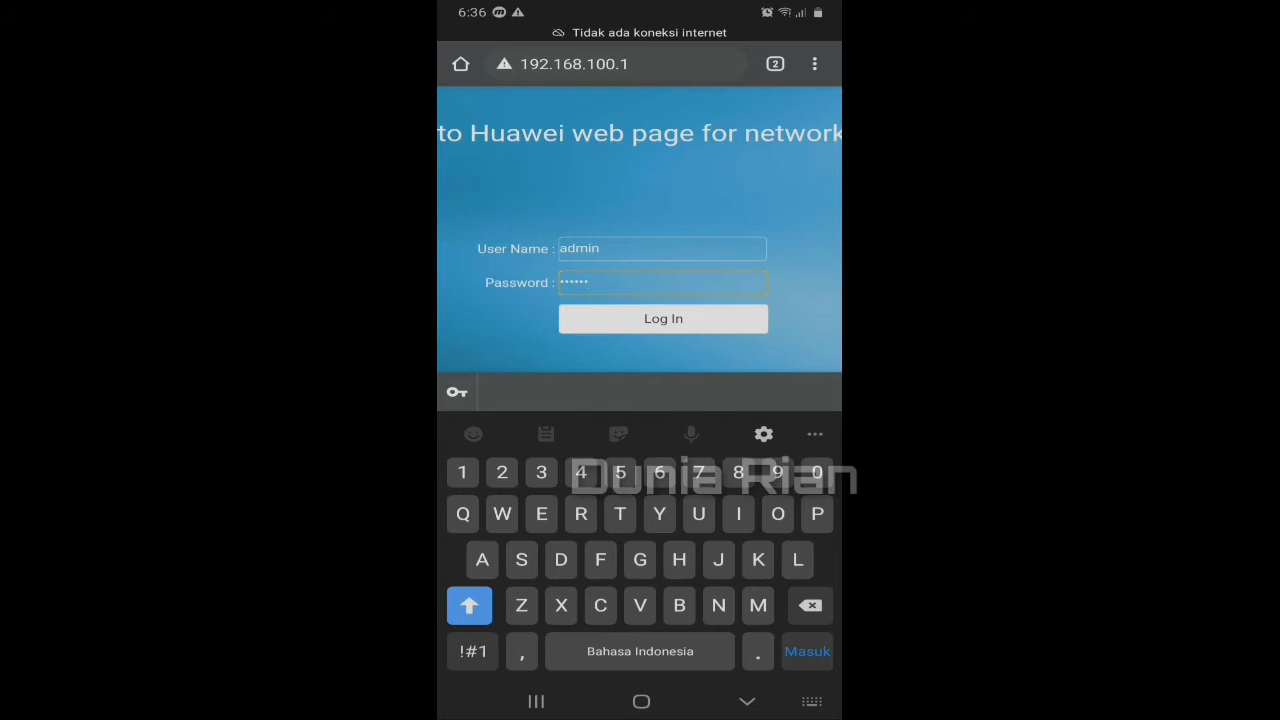 6:36
Tidak ada koneksi internet
192.168.100.1
2
to Huawei web page for network
User Name : admin
Password : ••••••
Log In
1 2 3 4 5 6 7 8 9 0
Dunia Rian
Q W E R T Y U I O P
A S D F G H J K L
Z X C V B N M
!#1 , Bahasa Indonesia . Masuk